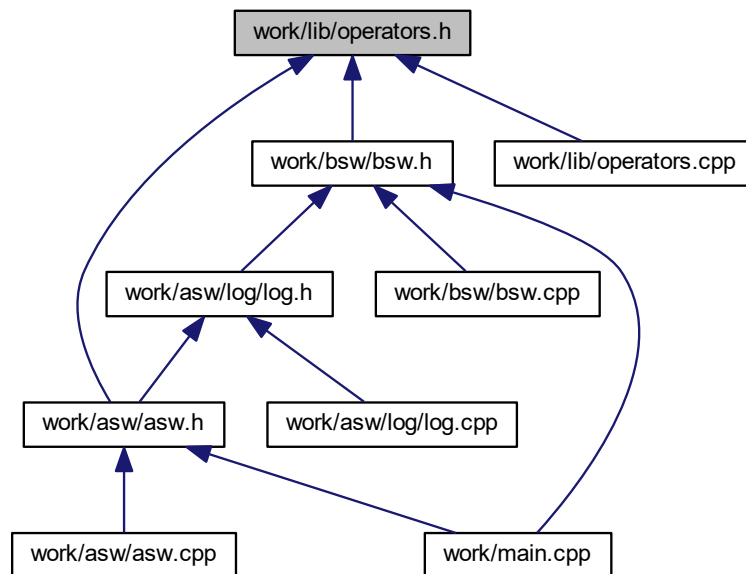 work/lib/operators.h
work/bsw/bsw.h
work/lib/operators.cpp
work/asw/log/log.h
work/bsw/bsw.cpp
work/asw/asw.h
work/asw/log/log.cpp
work/asw/asw.cpp
work/main.cpp